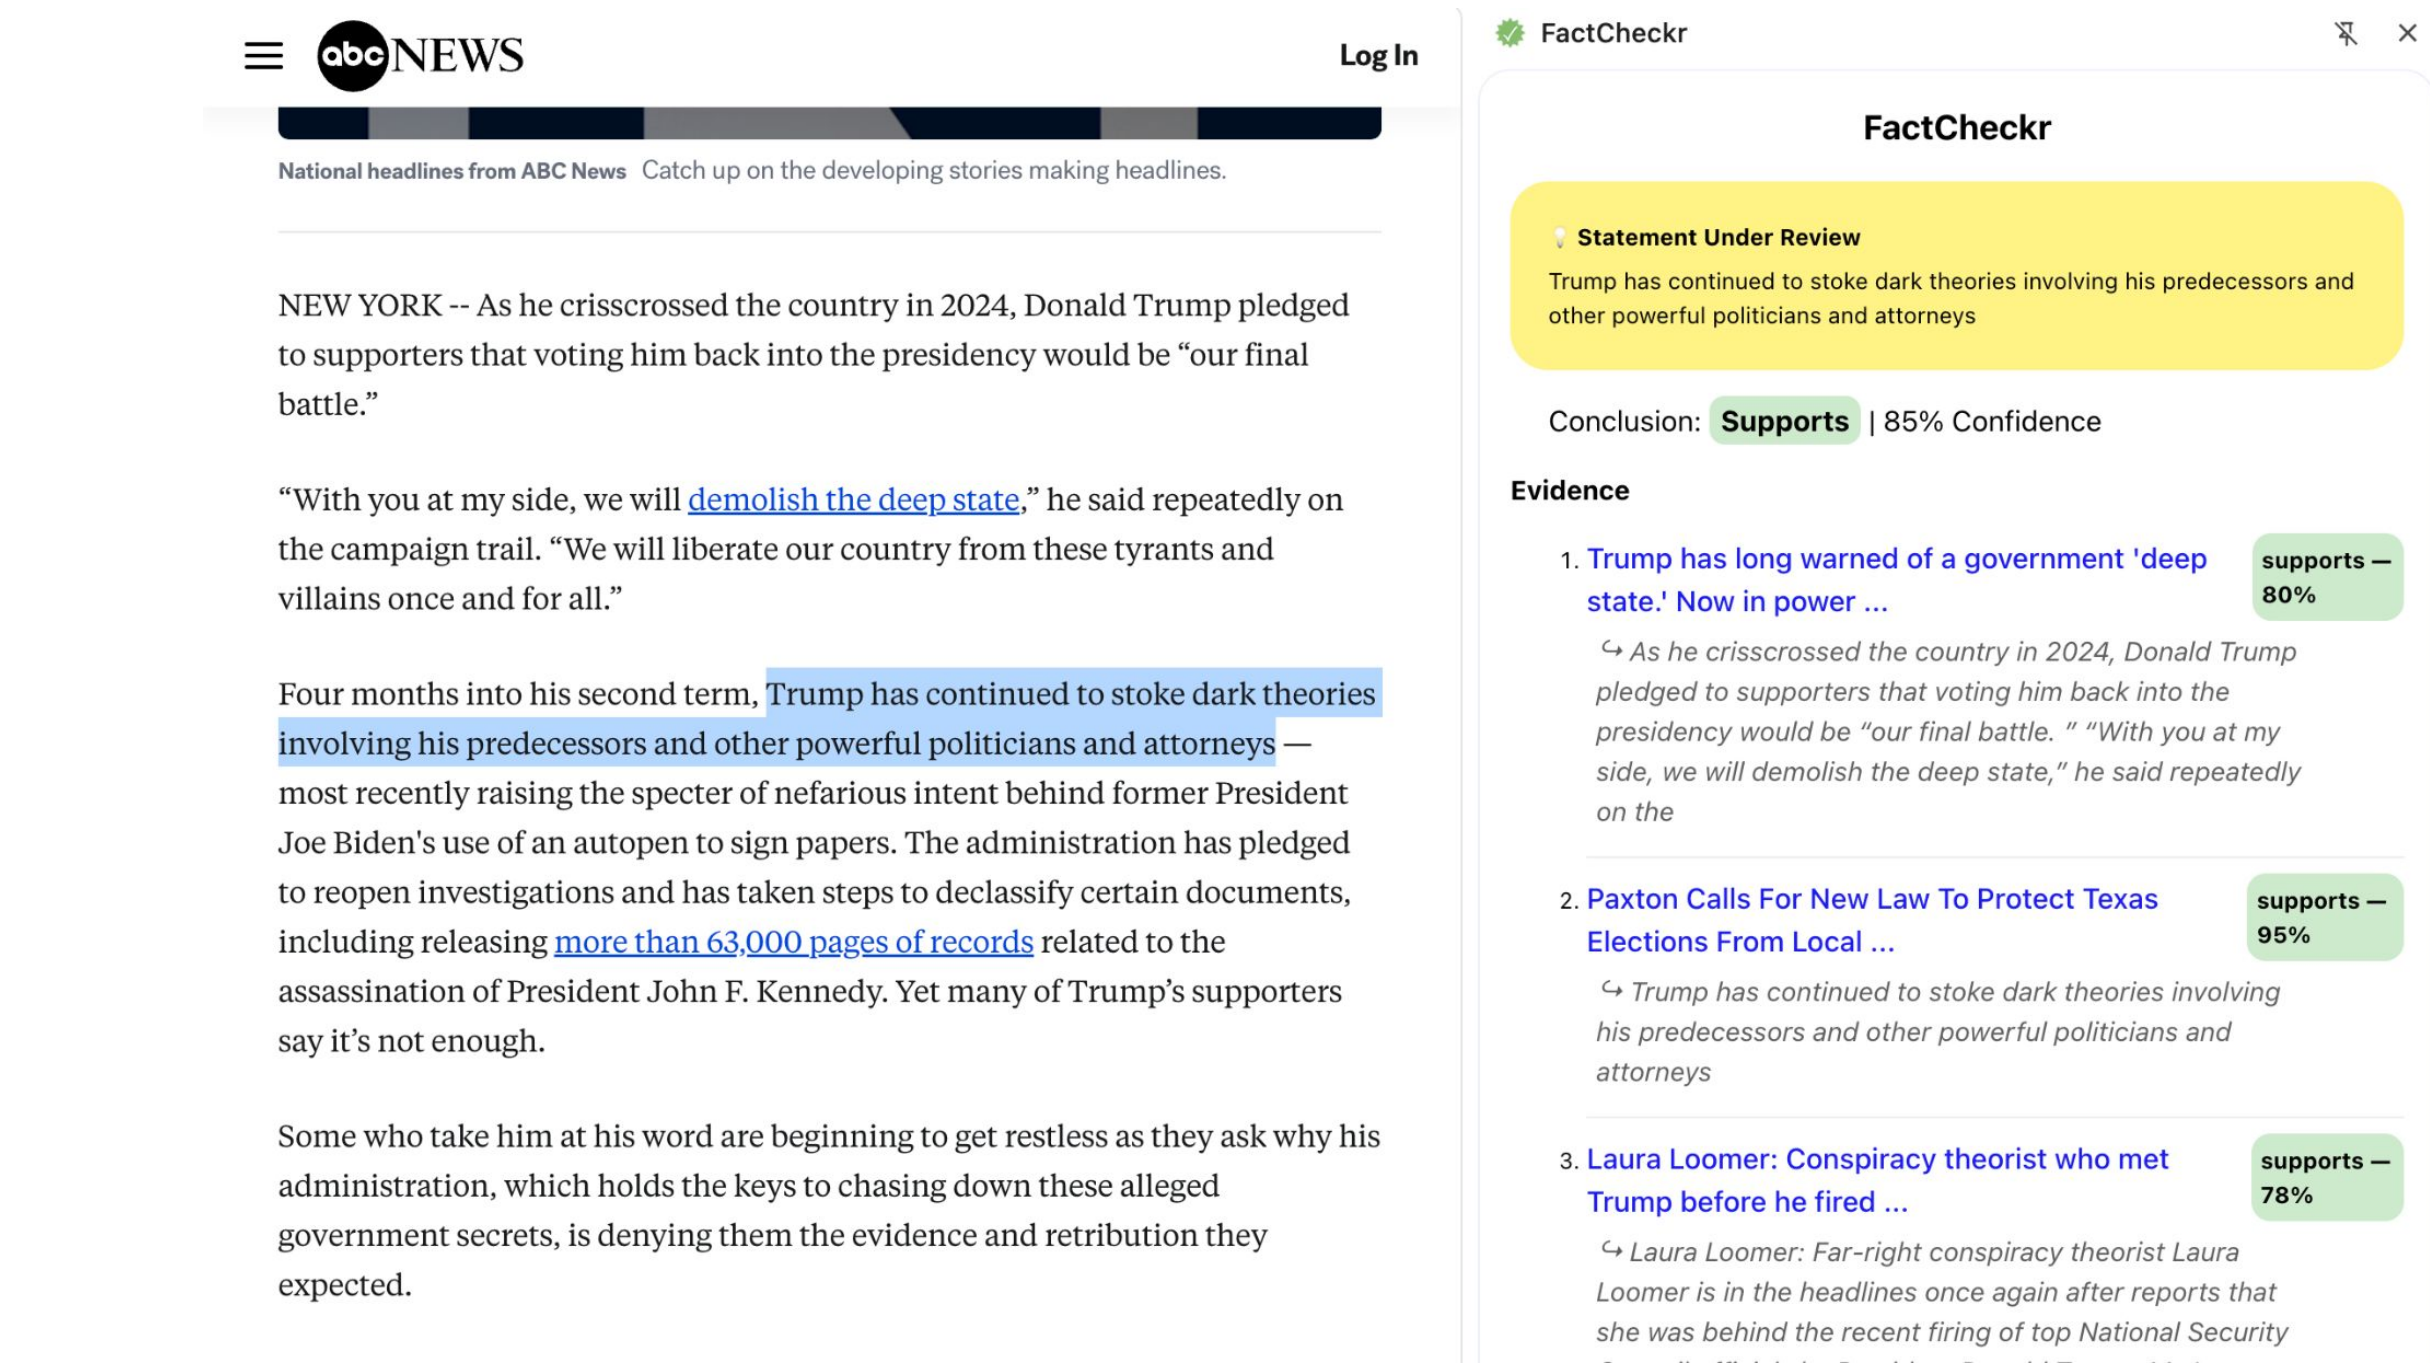 abc NEWS
Log In
National headlines from ABC News Catch up on the developing stories making headlines.
NEW YORK -- As he crisscrossed the country in 2024, Donald Trump pledged
to supporters that voting him back into the presidency would be “our final
battle.”
“With you at my side, we will demolish the deep state,” he said repeatedly on
the campaign trail. “We will liberate our country from these tyrants and
villains once and for all.”
Four months into his second term, Trump has continued to stoke dark theories
involving his predecessors and other powerful politicians and attorneys —
most recently raising the specter of nefarious intent behind former President
Joe Biden's use of an autopen to sign papers. The administration has pledged
to reopen investigations and has taken steps to declassify certain documents,
including releasing more than 63,000 pages of records related to the
assassination of President John F. Kennedy. Yet many of Trump’s supporters
say it’s not enough.
Some who take him at his word are beginning to get restless as they ask why his
administration, which holds the keys to chasing down these alleged
government secrets, is denying them the evidence and retribution they
expected.
FactCheckr
FactCheckr
💡 Statement Under Review
Trump has continued to stoke dark theories involving his predecessors and
other powerful politicians and attorneys
Conclusion: Supports | 85% Confidence
Evidence
1. Trump has long warned of a government 'deep
state.' Now in power ...
supports —
80%
↪ As he crisscrossed the country in 2024, Donald Trump
pledged to supporters that voting him back into the
presidency would be “our final battle. ” “With you at my
side, we will demolish the deep state,” he said repeatedly
on the
2. Paxton Calls For New Law To Protect Texas
Elections From Local ...
supports —
95%
↪ Trump has continued to stoke dark theories involving
his predecessors and other powerful politicians and
attorneys
3. Laura Loomer: Conspiracy theorist who met
Trump before he fired ...
supports —
78%
↪ Laura Loomer: Far-right conspiracy theorist Laura
Loomer is in the headlines once again after reports that
she was behind the recent firing of top National Security